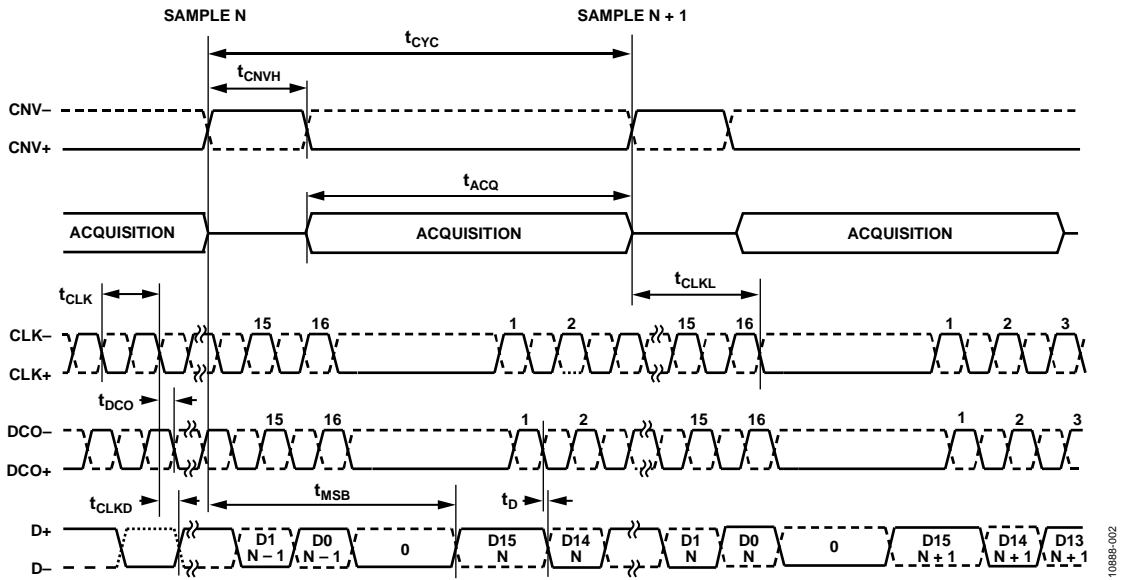 SAMPLE N
SAMPLE N + 1
tCYC
tCNVH
CNV–
CNV+
tACQ
ACQUISITION
ACQUISITION
ACQUISITION
tCLK
tCLKL
15
16
1
2
15
16
1
2
3
CLK–
CLK+
tDCO
15
16
1
2
15
16
1
2
3
DCO–
DCO+
tCLKD
tMSB
tD
D+
D–
D1
N – 1
D0
N – 1
0
D15
N
D14
N
D1
N
D0
N
0
D15
N + 1
D14
N + 1
D13
N + 1
10888-002